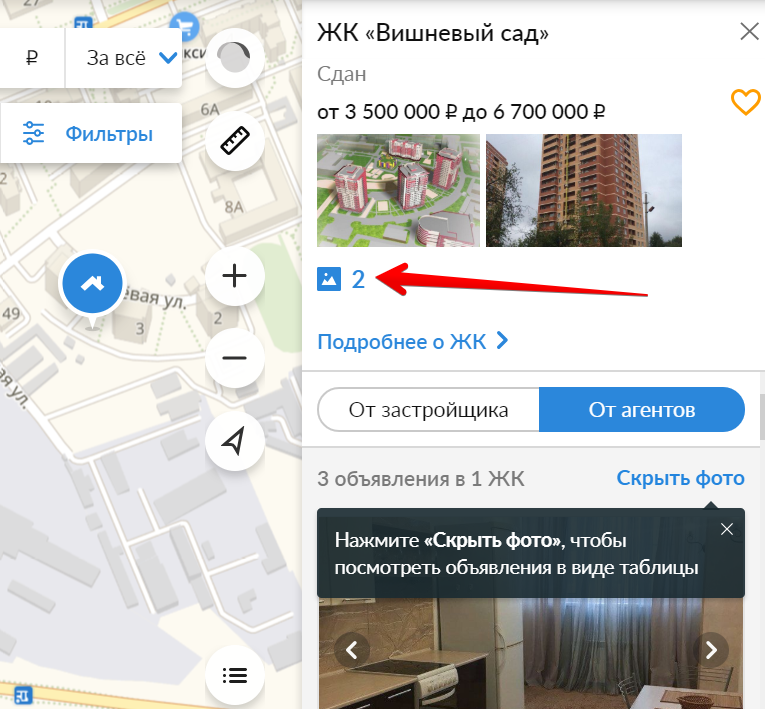 ₽
За всё
Фильтры
6А
8А
2
49
евая ул.
3
2
ая ул.
ЖК «Вишневый сад»
Сдан
от 3 500 000 ₽ до 6 700 000 ₽
2
Подробнее о ЖК
От застройщика
От агентов
3 объявления в 1 ЖК
Скрыть фото
Нажмите «Скрыть фото», чтобы
посмотреть объявления в виде таблицы